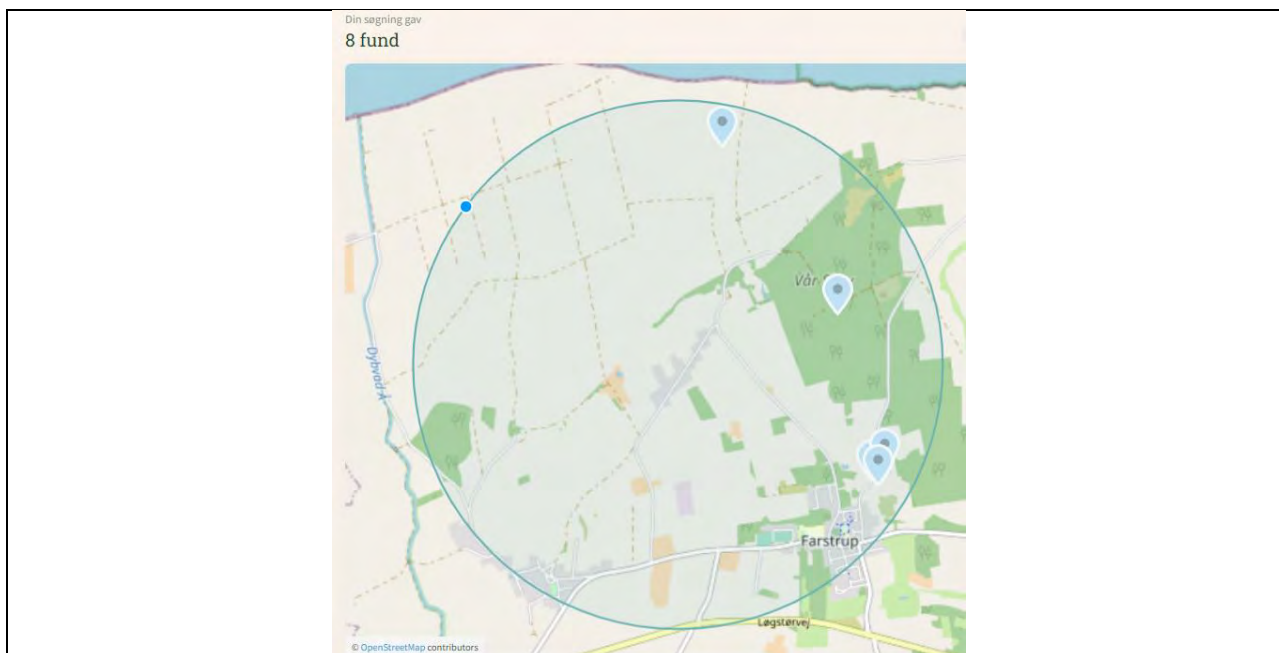 Din søgning gav
8 fund
Dybvad Å
Farstrup
Løgstørvej
© OpenStreetMap contributors